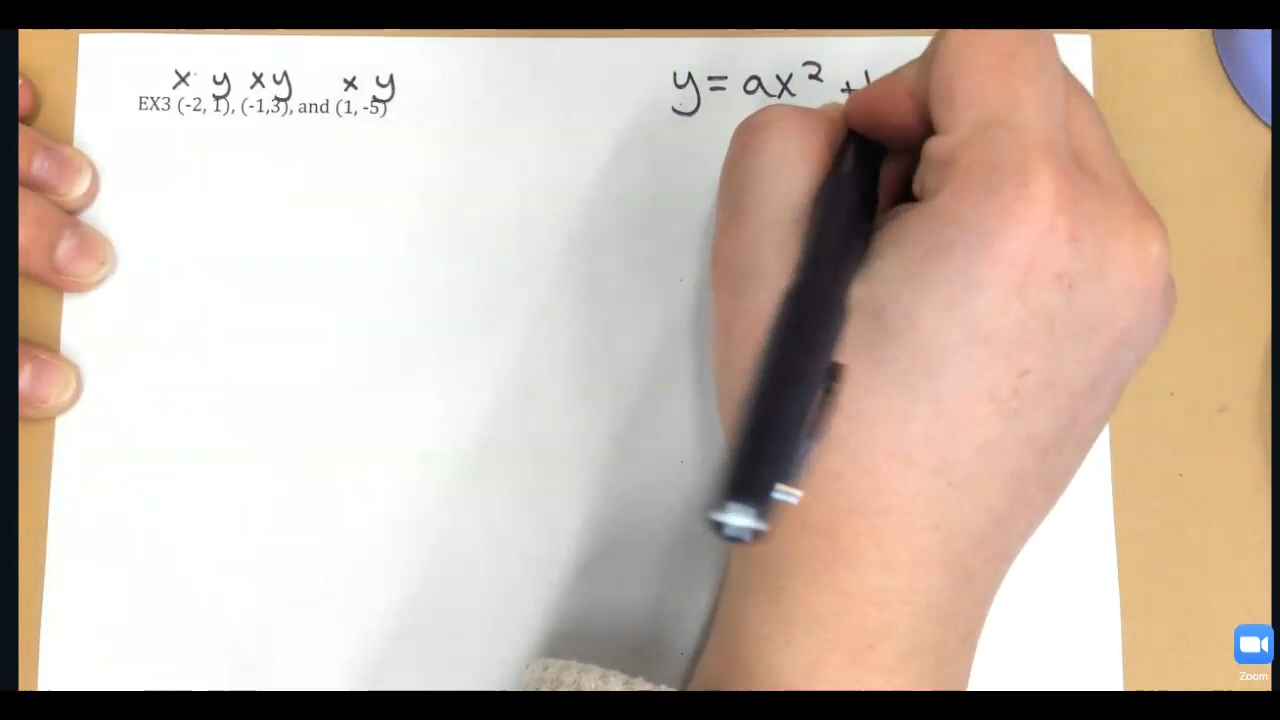 x y x y x y
EX3 (-2, 1), (-1,3), and (1, -5)
y = ax² +
Zoom